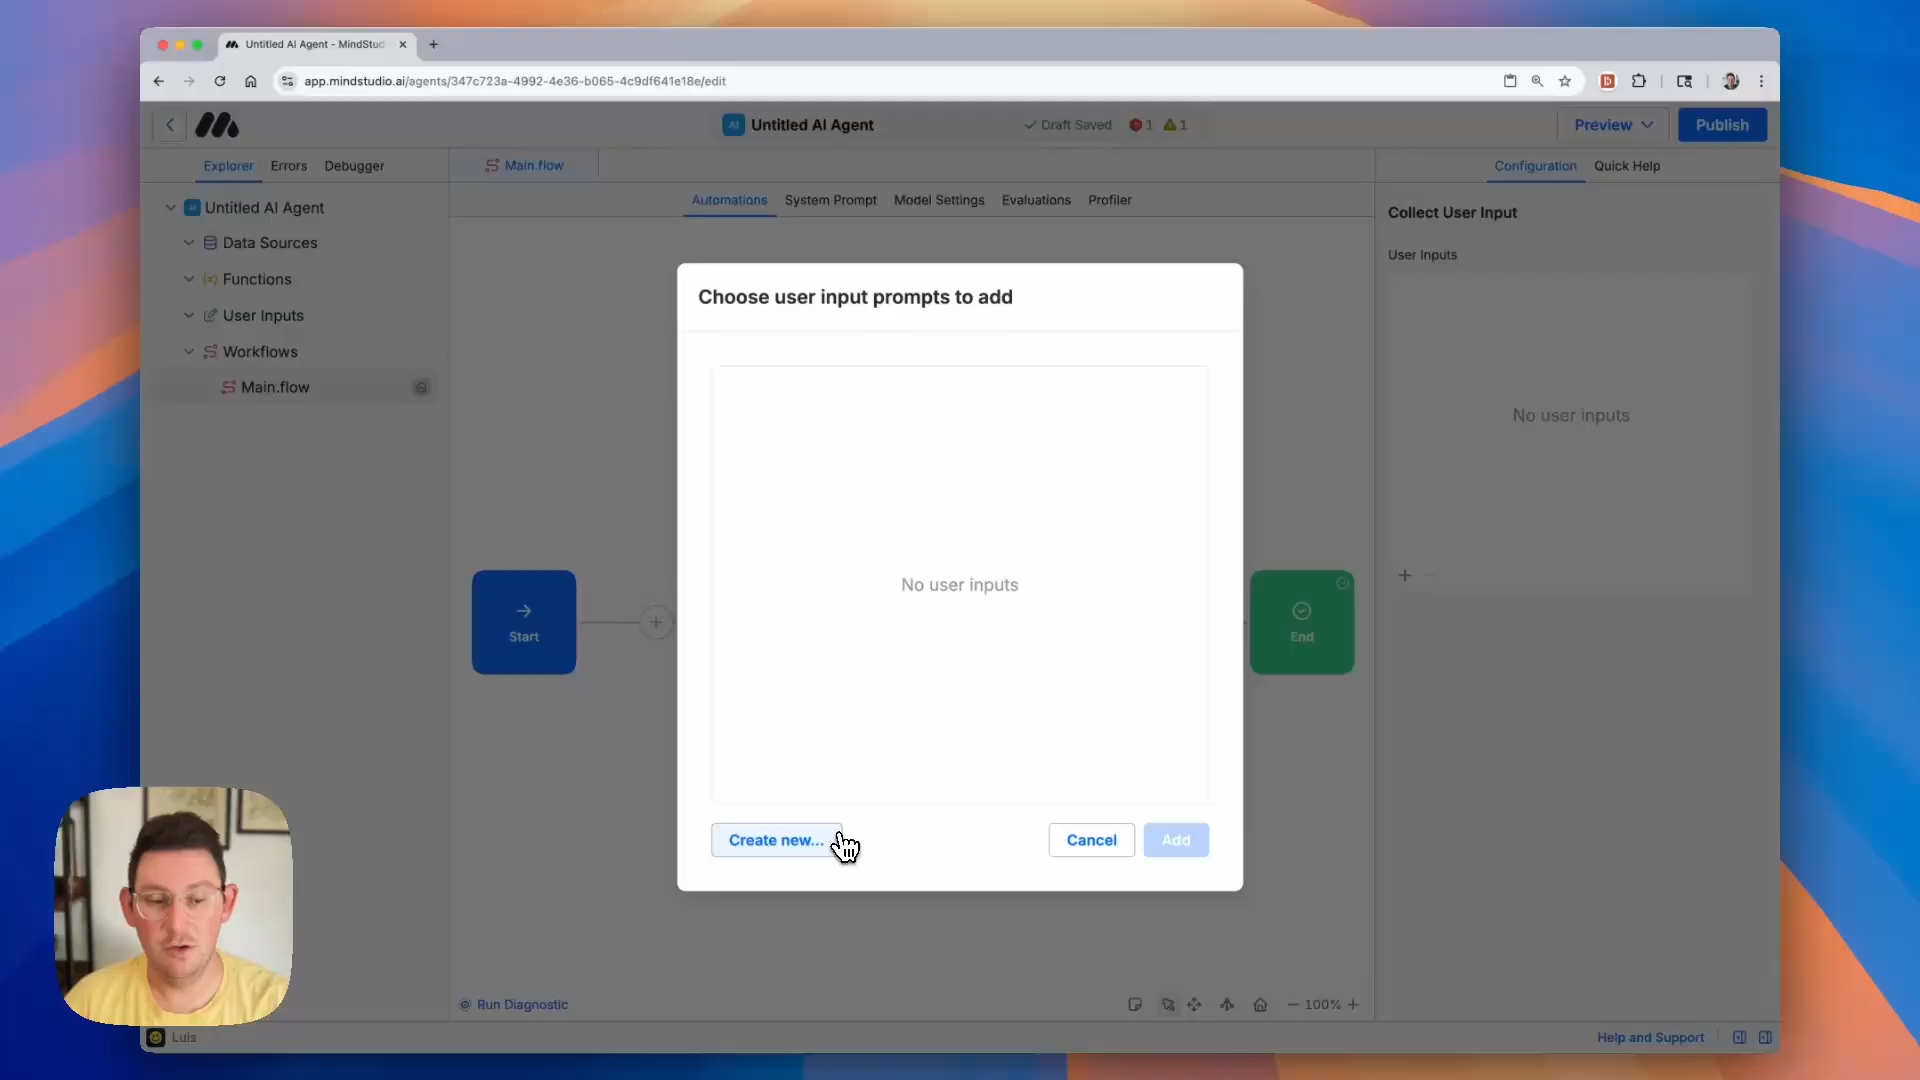 Untitled AI Agent - MindStud
app.mindstudio.ai/agents/347c723a-4992-4e36-b065-4c9df641e18e/edit
AI Untitled AI Agent
Draft Saved 1 1
Preview
Publish
Explorer Errors Debugger
Main.flow
Configuration Quick Help
Automations System Prompt Model Settings Evaluations Profiler
Untitled AI Agent
Data Sources
Functions
User Inputs
Workflows
Main.flow
Collect User Input
User Inputs
No user inputs
Choose user input prompts to add
No user inputs
Create new...
Cancel
Add
Start
End
Run Diagnostic
100%
Luis
Help and Support